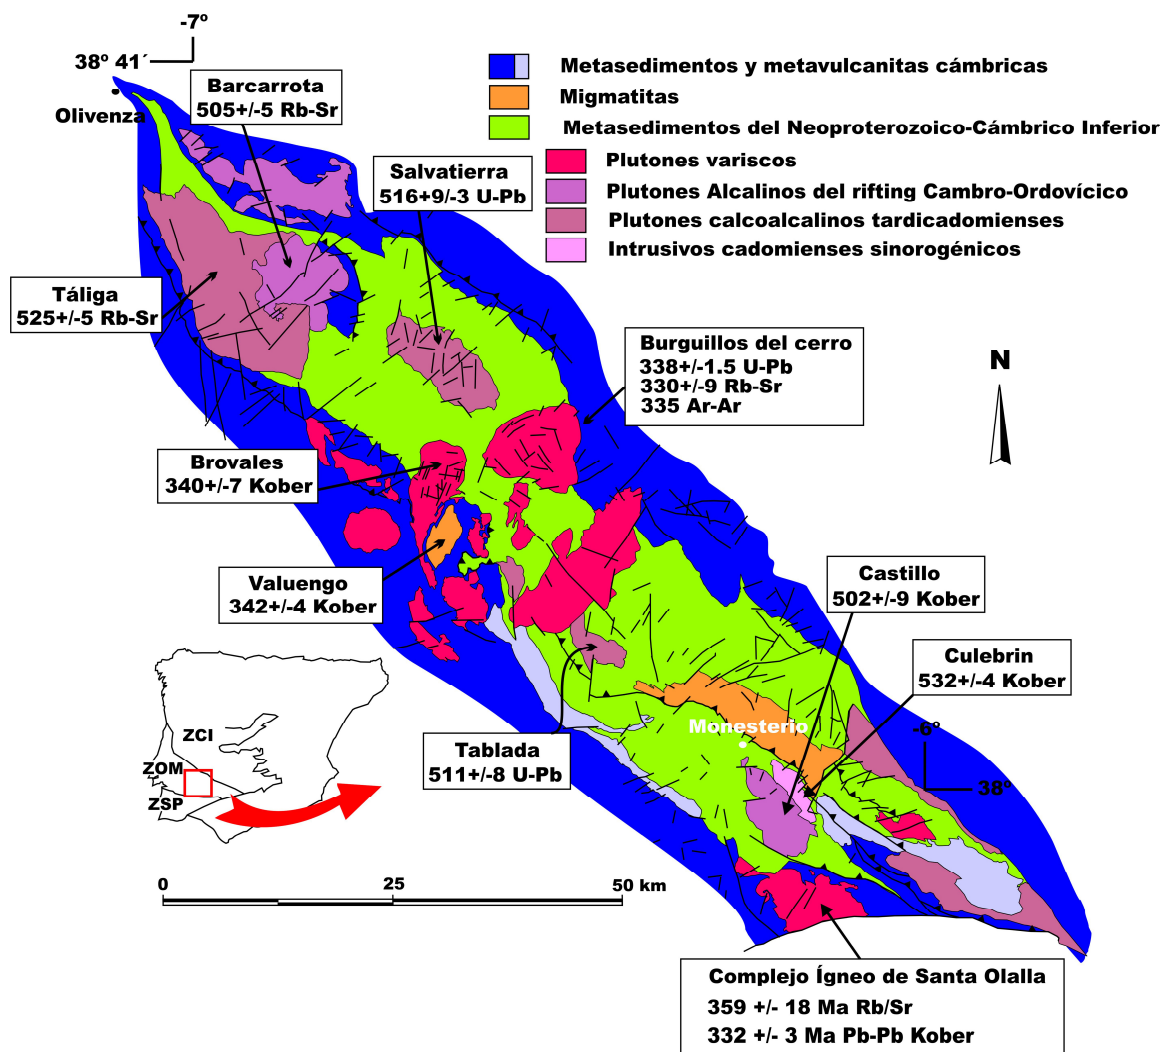 -7º
38º 41´
Olivenza
Barcarrota
505+/-5 Rb-Sr
Metasedimentos y metavulcanitas cámbricas
Migmatitas
Metasedimentos del Neoproterozoico-Cámbrico Inferior
Plutones variscos
Plutones Alcalinos del rifting Cambro-Ordovícico
Plutones calcoalcalinos tardicadomienses
Intrusivos cadomienses sinorogénicos
Salvatierra
516+9/-3 U-Pb
Táliga
525+/-5 Rb-Sr
Burguillos del cerro
338+/-1.5 U-Pb
330+/-9 Rb-Sr
335 Ar-Ar
N
Brovales
340+/-7 Kober
Valuengo
342+/-4 Kober
Castillo
502+/-9 Kober
Culebrin
532+/-4 Kober
Monesterio
-6º
38º
Tablada
511+/-8 U-Pb
ZCI
ZOM
ZSP
0
25
50 km
Complejo Ígneo de Santa Olalla
359 +/- 18 Ma Rb/Sr
332 +/- 3 Ma Pb-Pb Kober